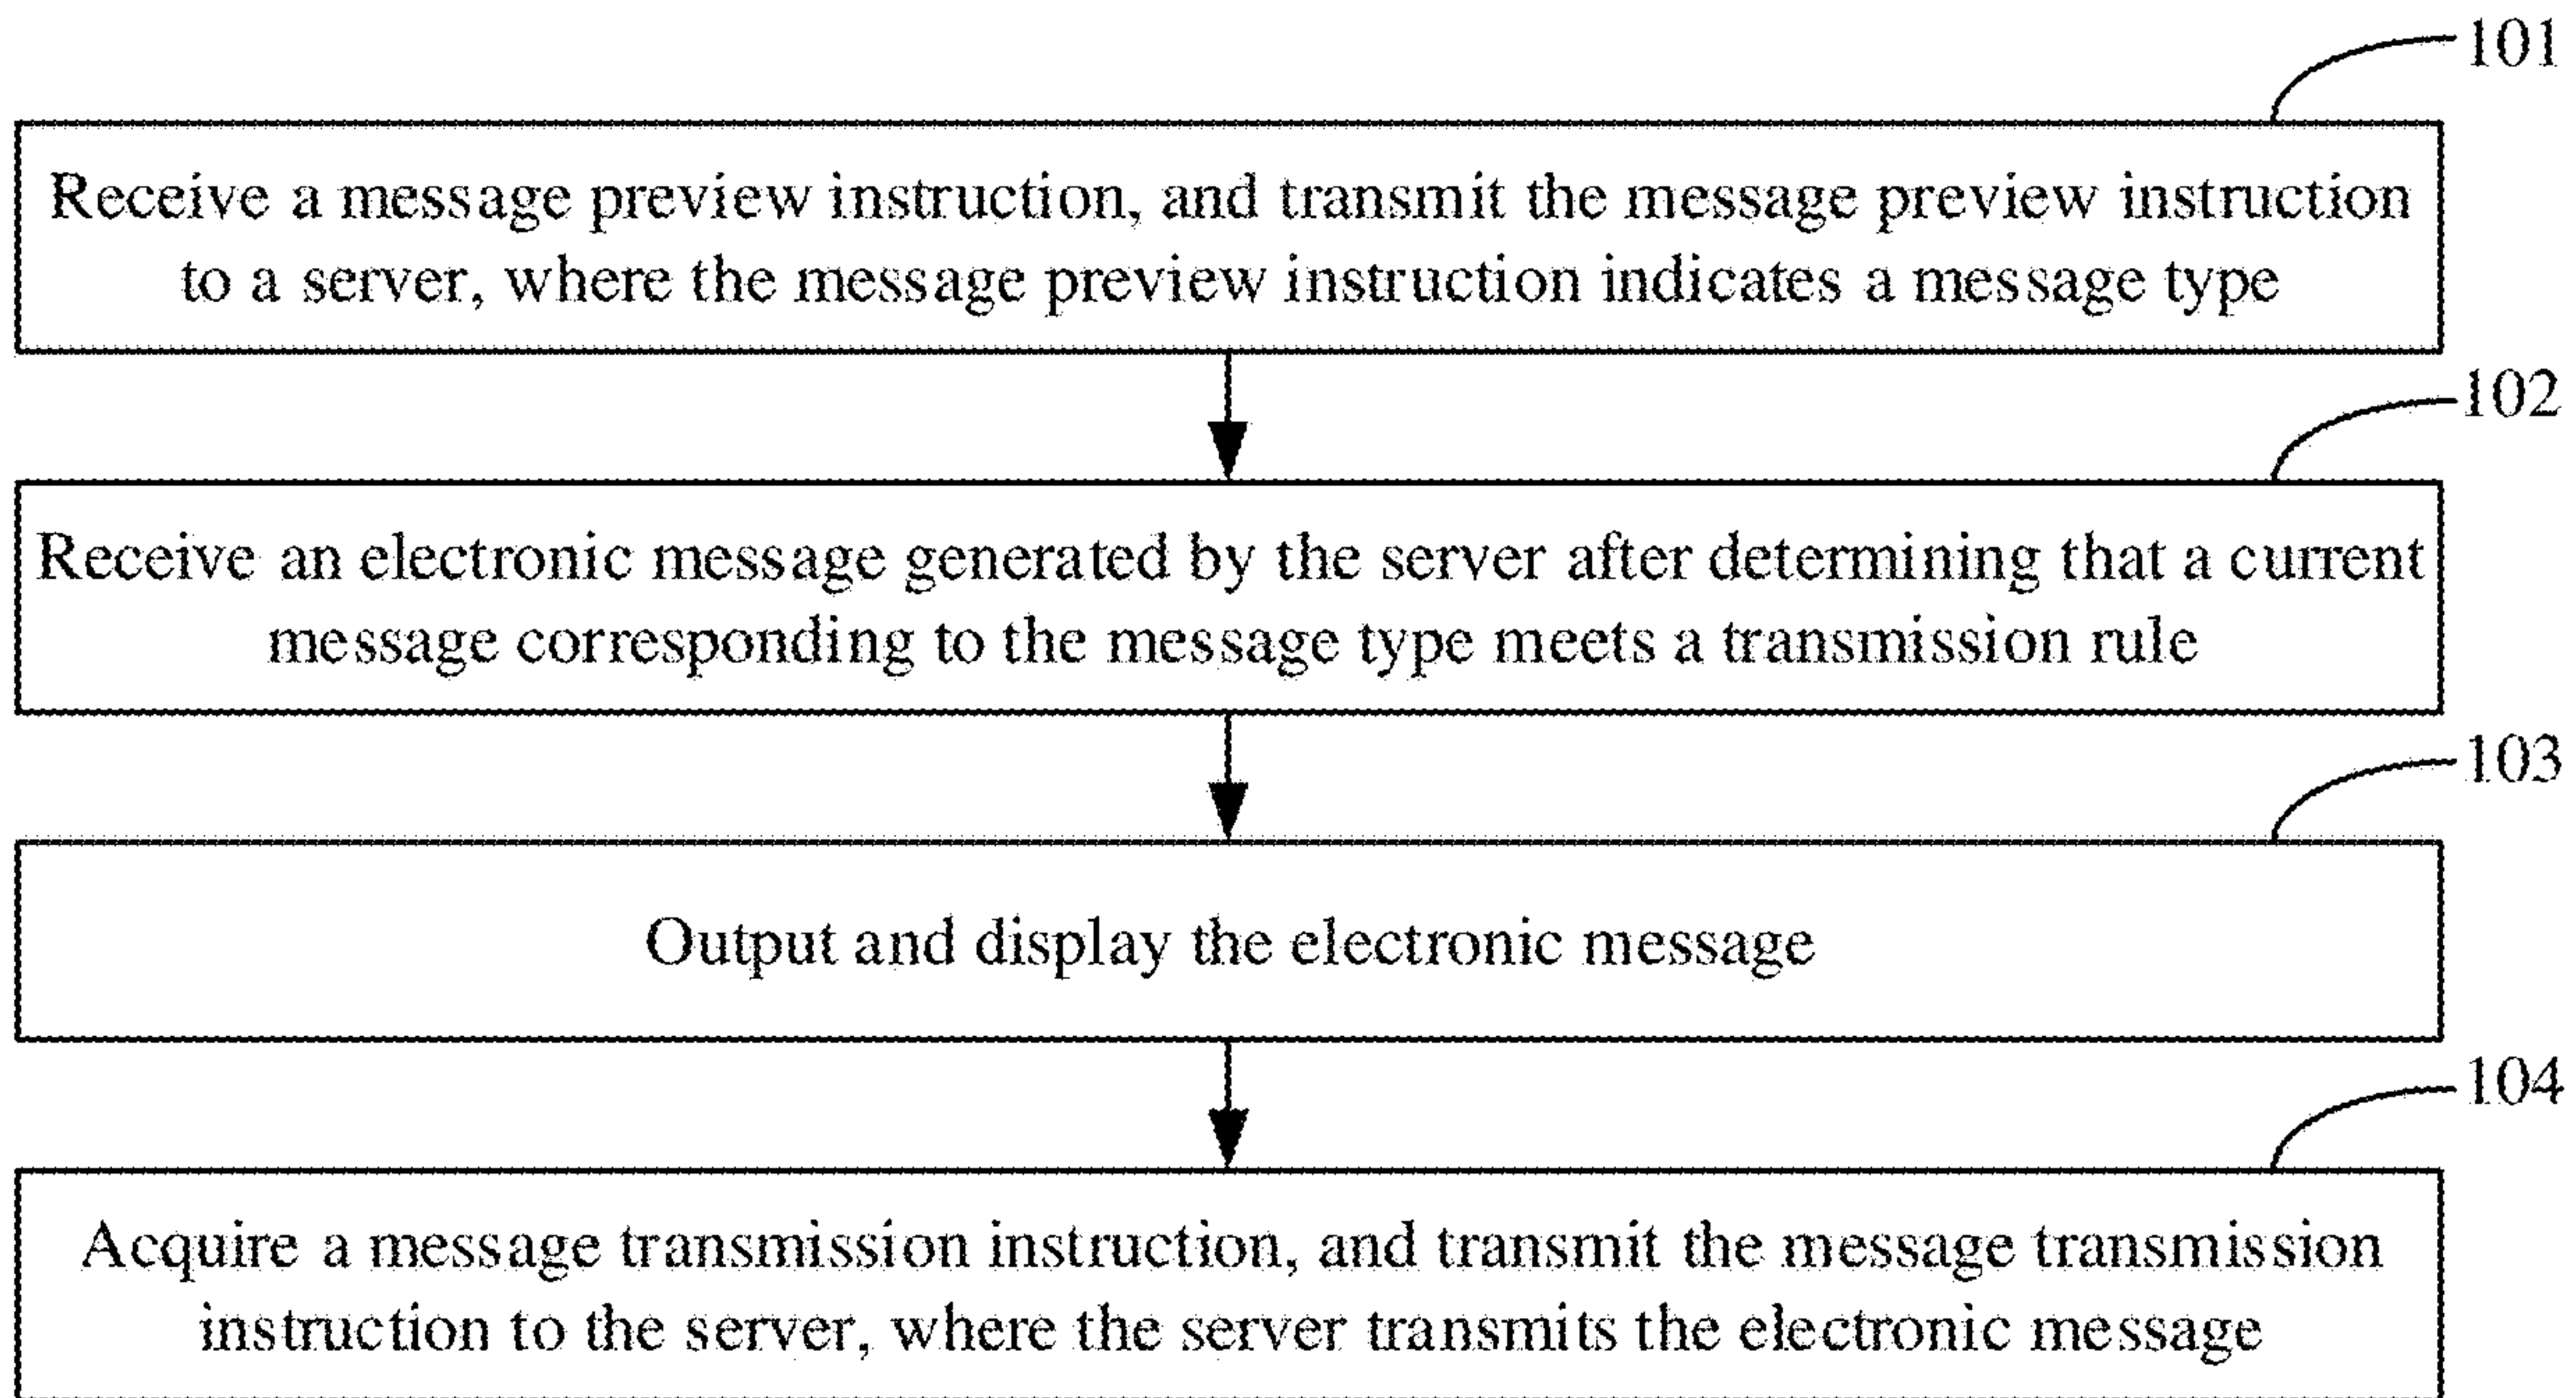 101
Receive a message preview instruction, and transmit the message preview instruction
to a server, where the message preview instruction indicates a message type
102
Receive an electronic message generated by the server after determining that a current
message corresponding to the message type meets a transmission rule
103
Output and display the electronic message
104
Acquire a message transmission instruction, and transmit the message transmission
instruction to the server, where the server transmits the electronic message